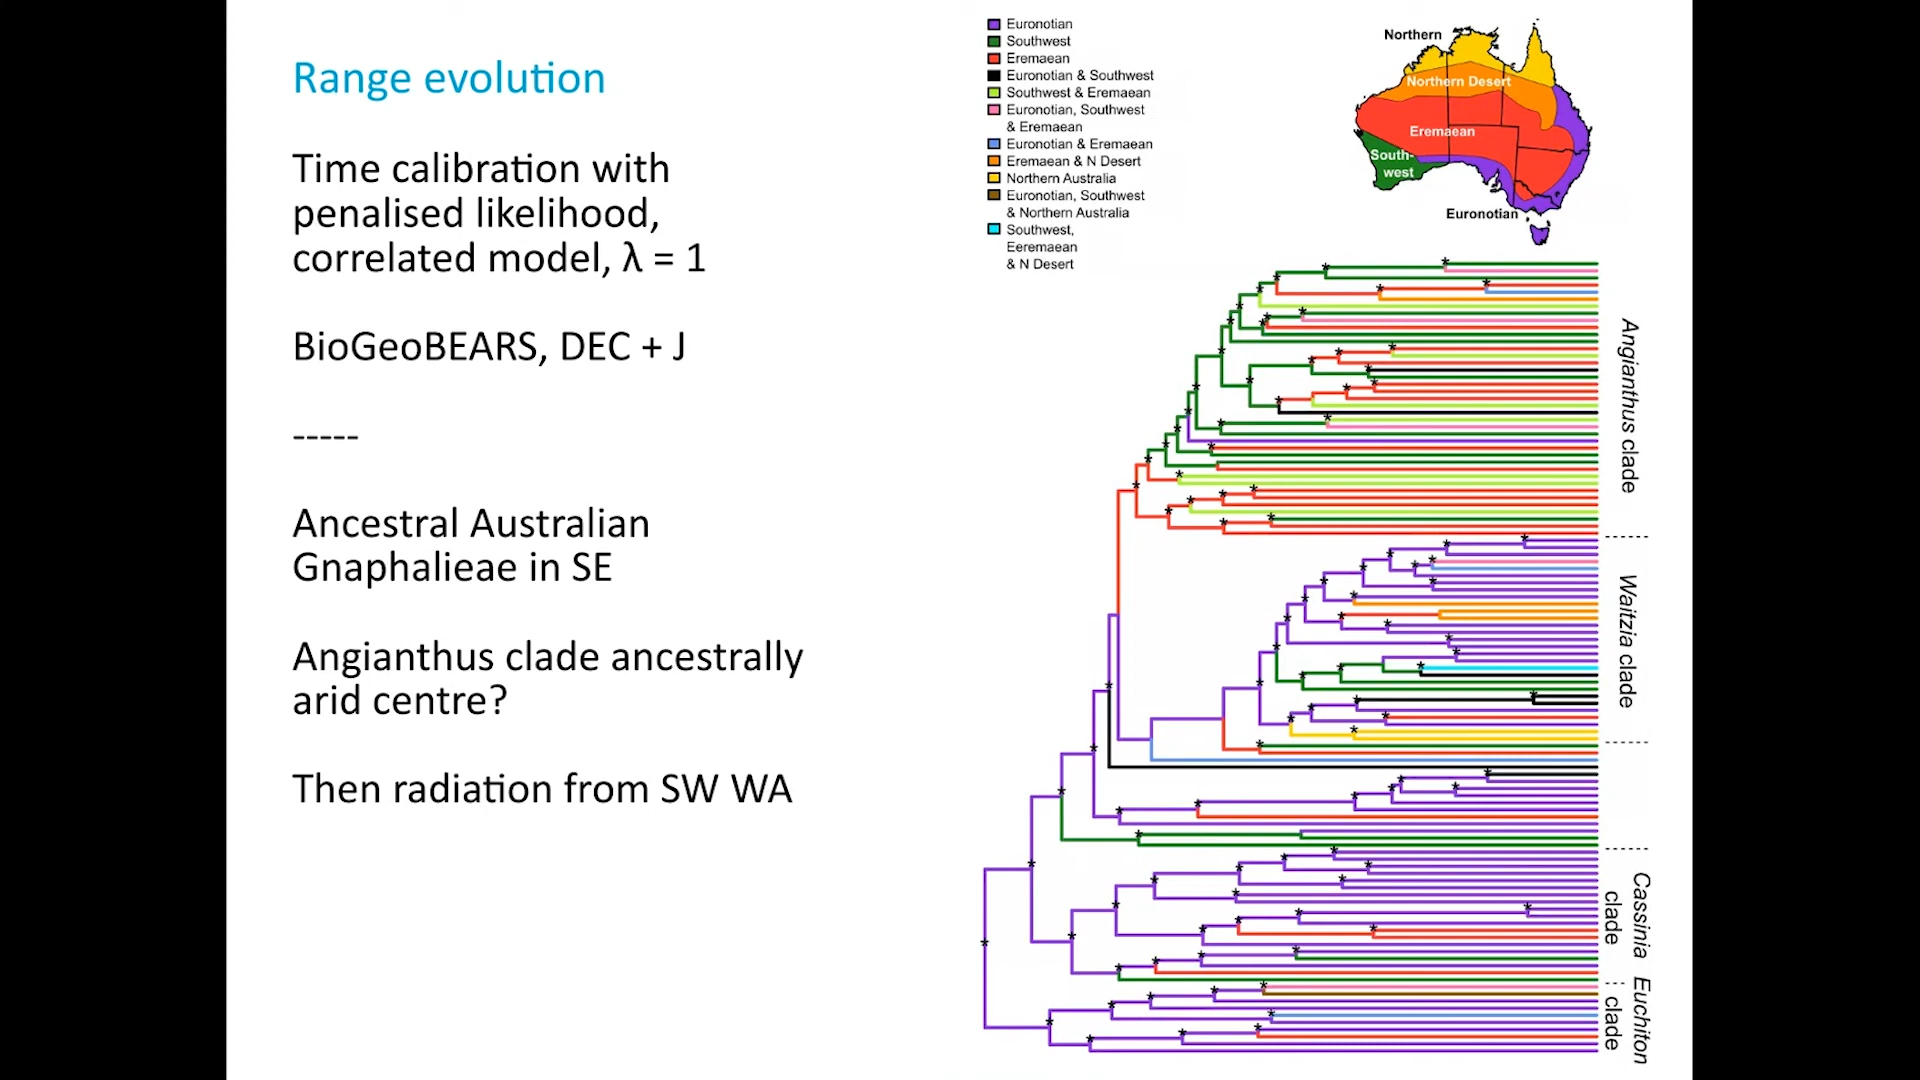 Range evolution
Time calibration with
penalised likelihood,
correlated model, λ = 1
BioGeoBEARS, DEC + J
-----
Ancestral Australian
Gnaphalieae in SE
Angianthus clade ancestrally
arid centre?
Then radiation from SW WA
Euronotian
Southwest
Eremaean
Euronotian & Southwest
Southwest & Eremaean
Euronotian, Southwest
& Eremaean
Euronotian & Eremaean
Eremaean & N Desert
Northern Australia
Euronotian, Southwest
& Northern Australia
Southwest,
Eeremaean
& N Desert
Northern
Northern Desert
Eremaean
South-
west
Euronotian
Angianthus clade
Waitzia clade
Cassinia
clade
Euchiton
clade